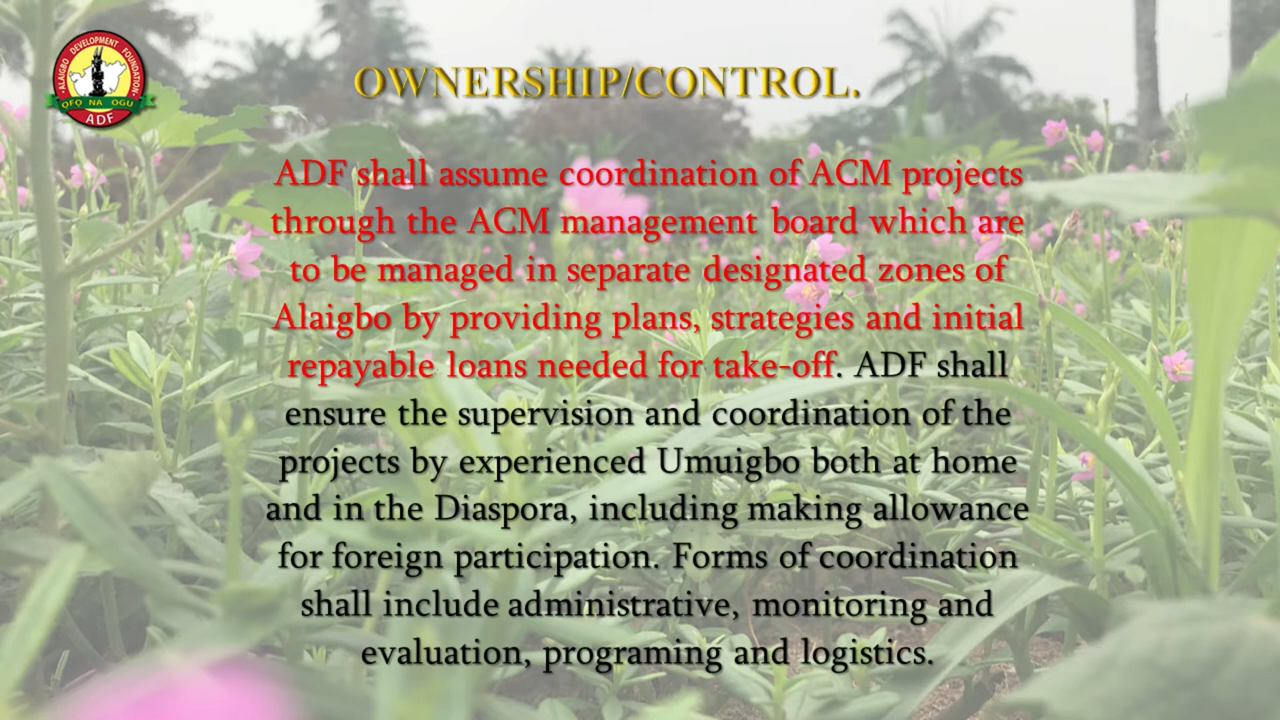 ALAIGBO DEVELOPMENT FOUNDATION
OFO NA OGU
ADF
OWNERSHIP/CONTROL.
ADF shall assume coordination of ACM projects
through the ACM management board which are
to be managed in separate designated zones of
Alaigbo by providing plans, strategies and initial
repayable loans needed for take-off. ADF shall
ensure the supervision and coordination of the
projects by experienced Umuigbo both at home
and in the Diaspora, including making allowance
for foreign participation. Forms of coordination
shall include administrative, monitoring and
evaluation, programing and logistics.